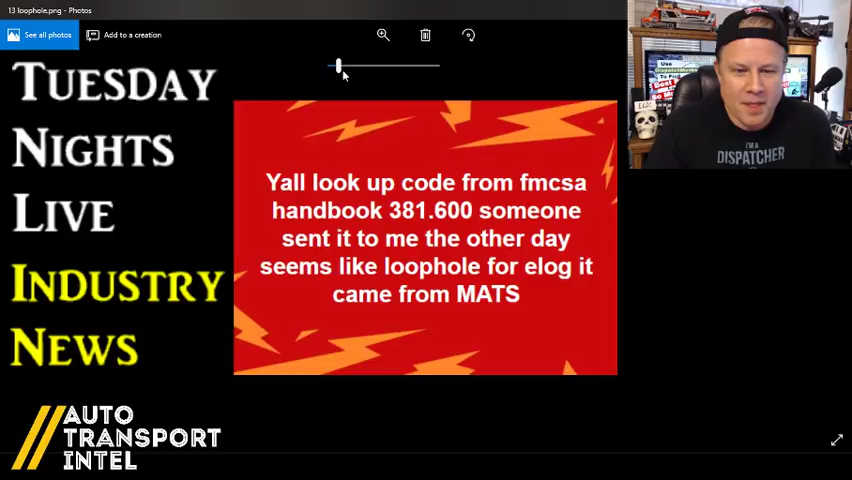 13 loophole.png - Photos
See all photos
Add to a creation
TUESDAY
NIGHTS
LIVE
INDUSTRY
NEWS
Yall look up code from fmcsa
handbook 381.600 someone
sent it to me the other day
seems like loophole for elog it
came from MATS
AUTO
TRANSPORT
INTEL
I'M A
DISPATCHER